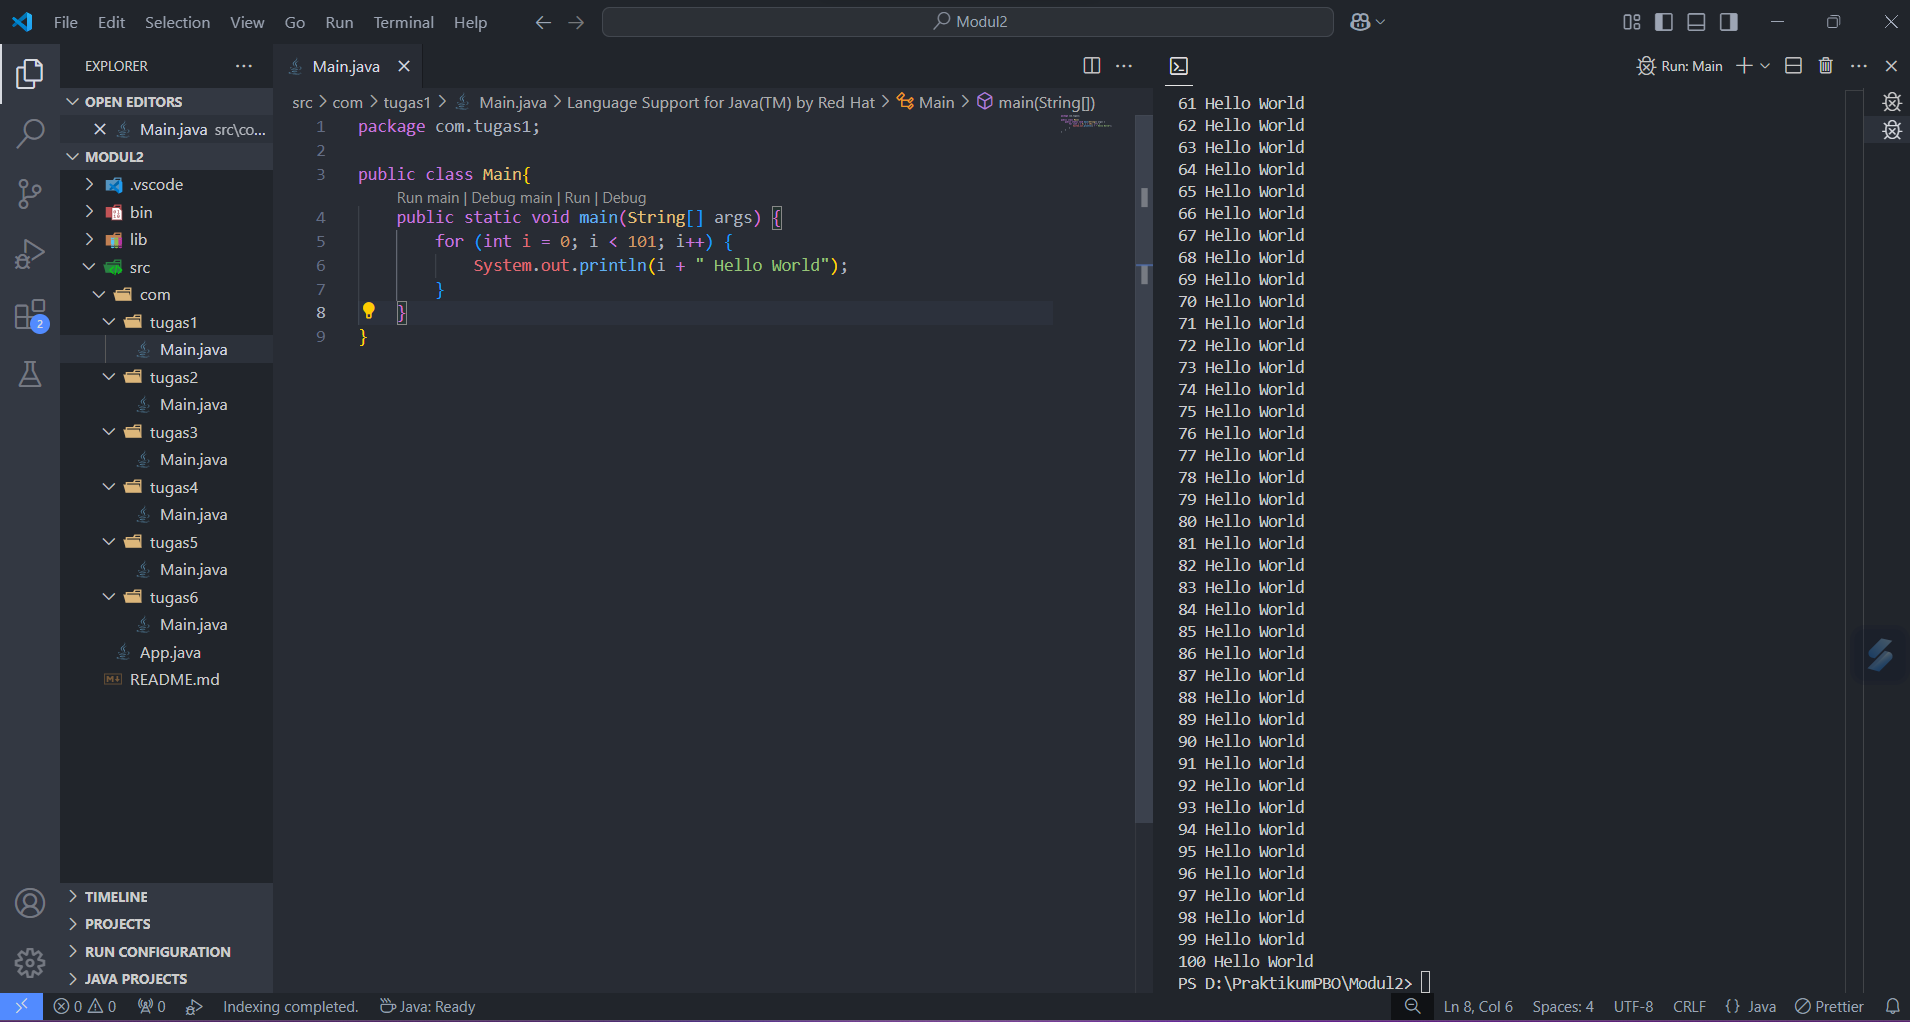 File Edit Selection View Go Run Terminal Help
Modul2
EXPLORER
OPEN EDITORS
Main.java src\co...
MODUL2
.vscode
bin
lib
src
com
tugas1
Main.java
tugas2
Main.java
tugas3
Main.java
tugas4
Main.java
tugas5
Main.java
tugas6
Main.java
App.java
README.md
TIMELINE
PROJECTS
RUN CONFIGURATION
JAVA PROJECTS
2
Main.java
src > com > tugas1 > Main.java > Language Support for Java(TM) by Red Hat > Main > main(String[])
1 package com.tugas1;
2
3 public class Main{
Run main | Debug main | Run | Debug
4 public static void main(String[] args) {
5 for (int i = 0; i < 101; i++) {
6 System.out.println(i + " Hello World");
7 }
8 }
9 }
Run: Main
61 Hello World
62 Hello World
63 Hello World
64 Hello World
65 Hello World
66 Hello World
67 Hello World
68 Hello World
69 Hello World
70 Hello World
71 Hello World
72 Hello World
73 Hello World
74 Hello World
75 Hello World
76 Hello World
77 Hello World
78 Hello World
79 Hello World
80 Hello World
81 Hello World
82 Hello World
83 Hello World
84 Hello World
85 Hello World
86 Hello World
87 Hello World
88 Hello World
89 Hello World
90 Hello World
91 Hello World
92 Hello World
93 Hello World
94 Hello World
95 Hello World
96 Hello World
97 Hello World
98 Hello World
99 Hello World
100 Hello World
PS D:\PraktikumPBO\Modul2>
0 0 0 Indexing completed. Java: Ready Ln 8, Col 6 Spaces: 4 UTF-8 CRLF {} Java Prettier